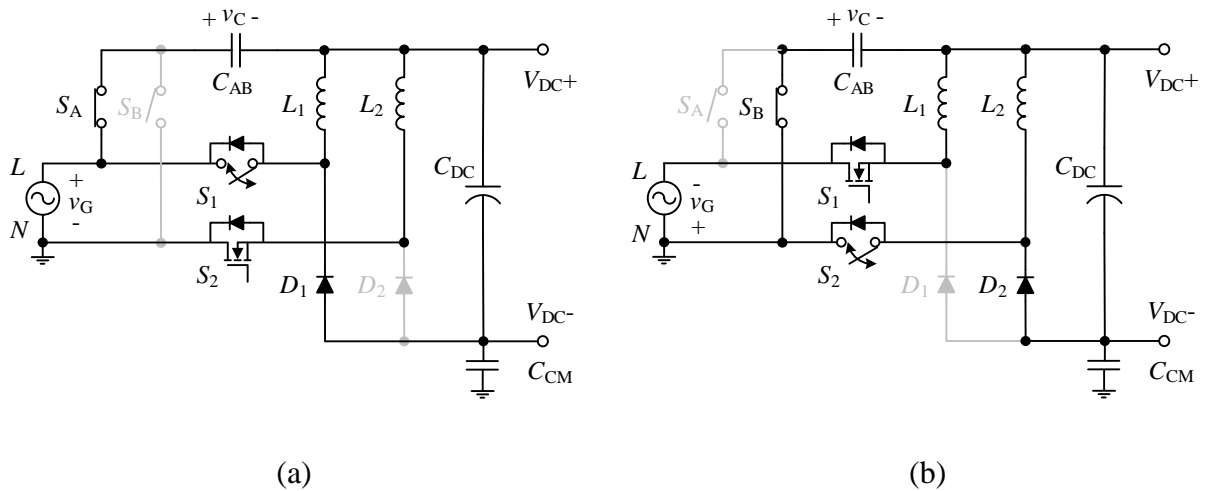 + vC -
CAB
VDC+
SA
SB
L1
L2
CDC
L
+
vG
-
N
S1
S2
D1
D2
VDC-
CCM
(a)
+ vC -
CAB
VDC+
SA
SB
L1
L2
CDC
L
-
vG
+
N
S1
S2
D1
D2
VDC-
CCM
(b)